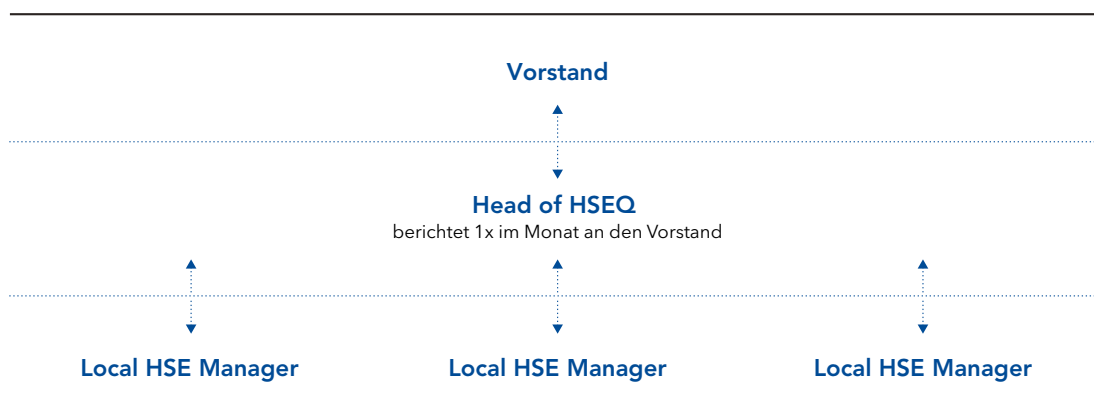 Vorstand
Head of HSEQ
berichtet 1x im Monat an den Vorstand
Local HSE Manager
Local HSE Manager
Local HSE Manager